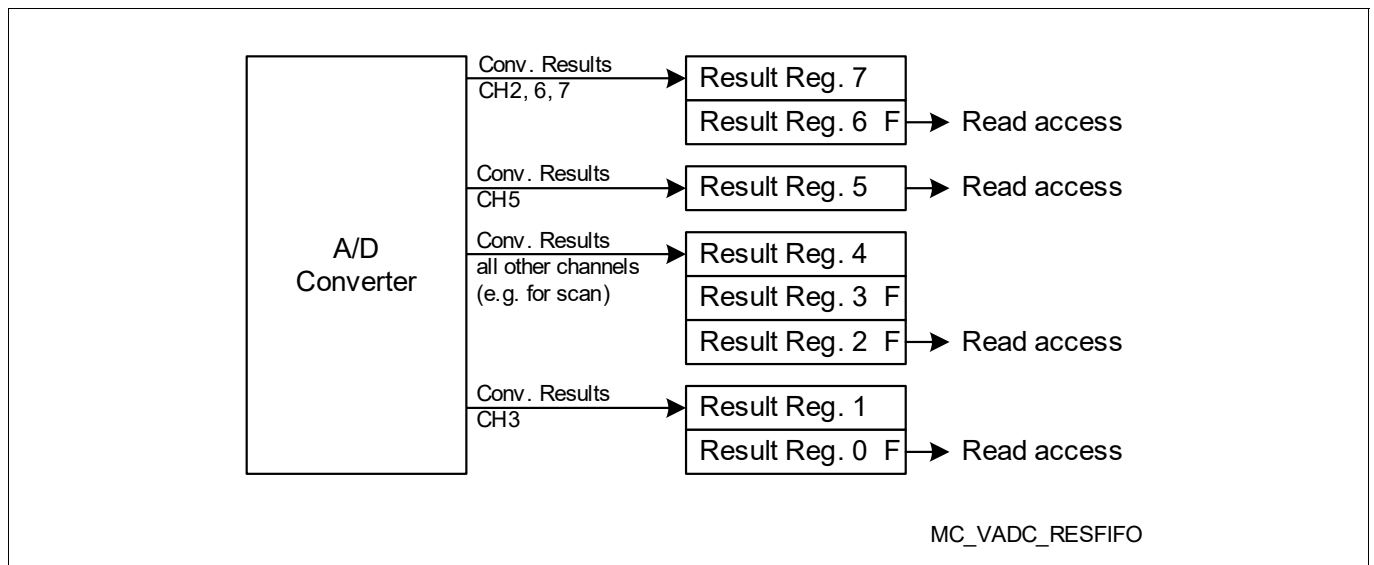 Conv. Results
CH2, 6, 7
Result Reg. 7
Result Reg. 6 F
Read access
Conv. Results
CH5
Result Reg. 5
Read access
A/D
Converter
Conv. Results
all other channels
(e.g. for scan)
Result Reg. 4
Result Reg. 3 F
Result Reg. 2 F
Read access
Conv. Results
CH3
Result Reg. 1
Result Reg. 0 F
Read access
MC_VADC_RESFIFO